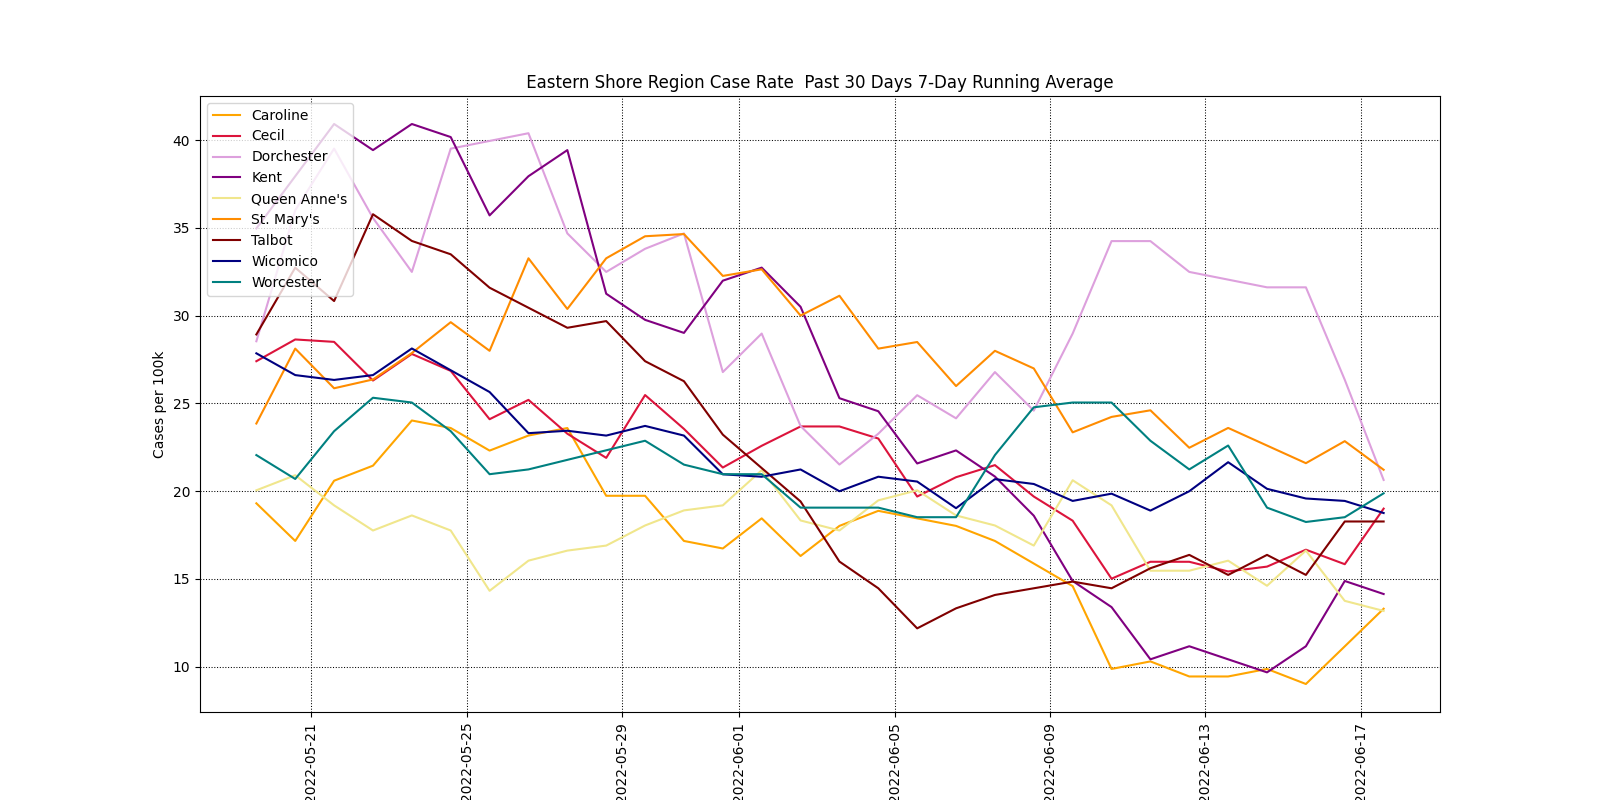 Eastern Shore Region Case Rate  Past 30 Days 7-Day Running Average
Caroline
Cecil
Dorchester
Kent
Queen Anne's
St. Mary's
Talbot
Wicomico
Worcester
Cases per 100k
40
35
30
25
20
15
10
2022-05-21
2022-05-25
2022-05-29
2022-06-01
2022-06-05
2022-06-09
2022-06-13
2022-06-17